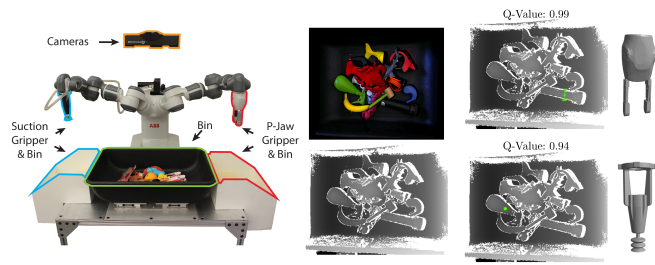 Cameras
Suction
Gripper
& Bin
ABB
Bin
P-Jaw
Gripper
& Bin
Q-Value: 0.99
Q-Value: 0.94